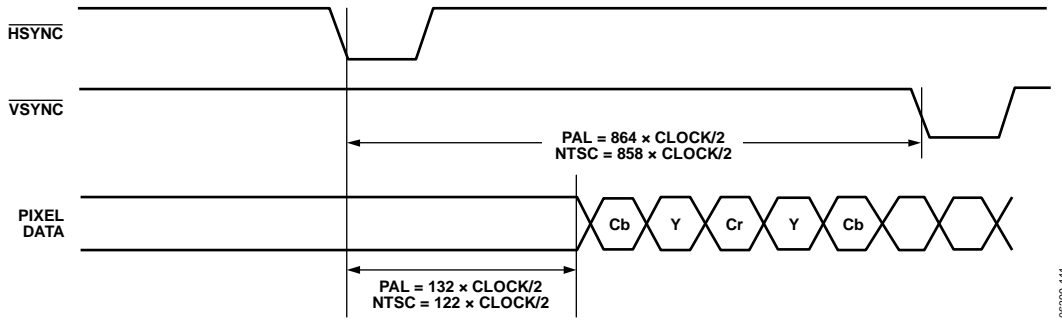 HSYNC
VSYNC
PAL = 864 × CLOCK/2
NTSC = 858 × CLOCK/2
PIXEL
DATA
Cb Y Cr Y Cb
PAL = 132 × CLOCK/2
NTSC = 122 × CLOCK/2